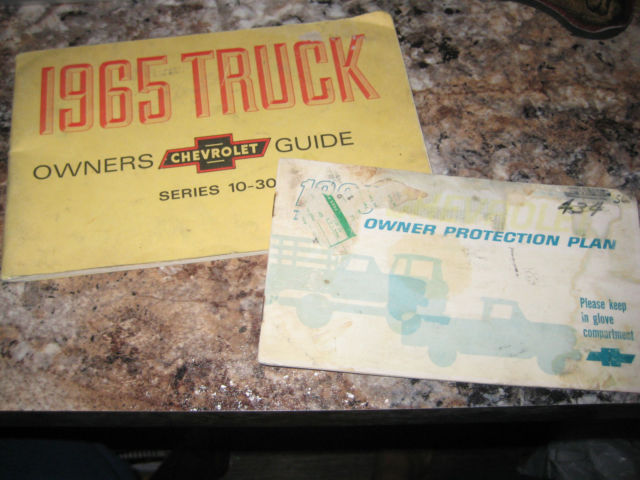 1965 TRUCK
OWNERS CHEVROLET GUIDE
SERIES 10-30
434
OWNER PROTECTION PLAN
Please keep
in glove
compartment